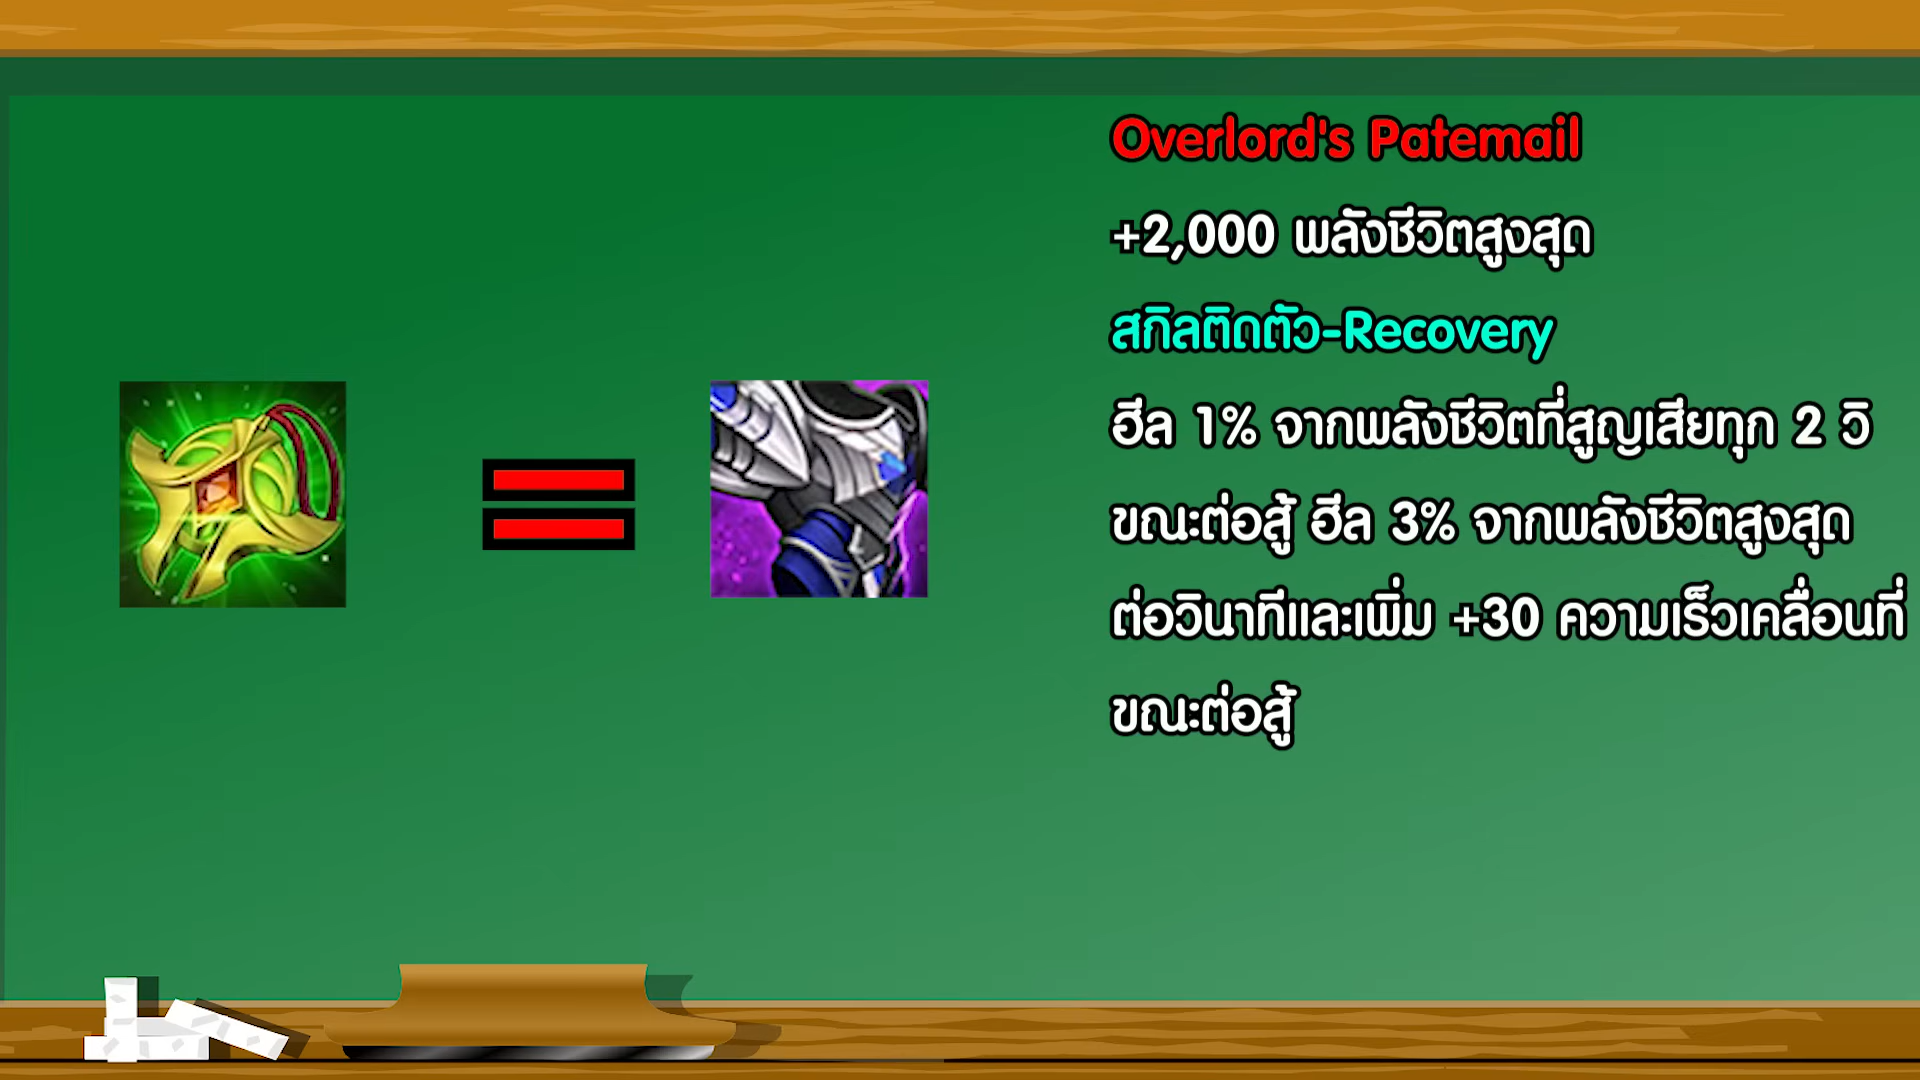 Overlord's Patemail
+2,000 พลังชีวิตสูงสุด
สกิลติดตัว-Recovery
ฮีล 1% จากพลังชีวิตที่สูญเสียทุก 2 วิ
ขณะต่อสู้ ฮีล 3% จากพลังชีวิตสูงสุด
ต่อวินาทีและเพิ่ม +30 ความเร็วเคลื่อนที่
ขณะต่อสู้